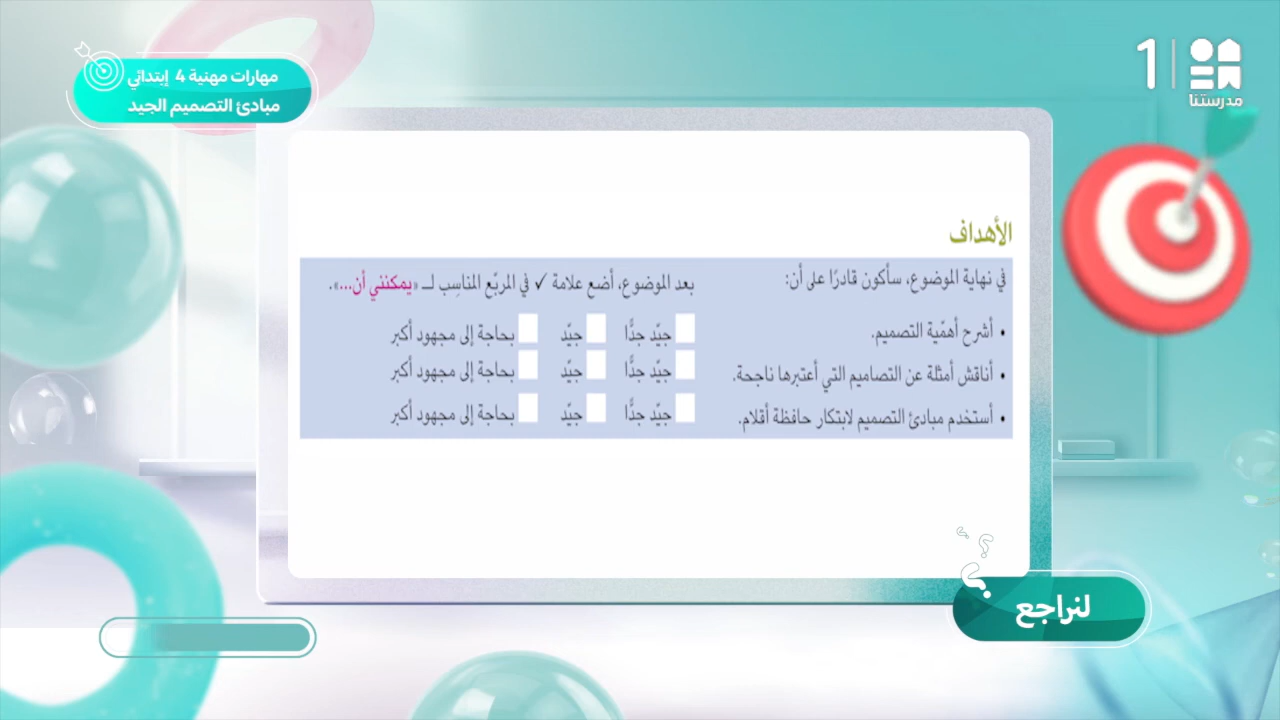 مهارات مهنية 4 إبتدائي
مبادئ التصميم الجيد
1
مدرستنا
الأهداف
في نهاية الموضوع، سأكون قادرًا على أن:
بعد الموضوع، أضع علامة ✓ في المربّع المناسِب لـ «يمكنني أن...».
• أشرح أهمّية التصميم.
جيّد جدًّا جيّد بحاجة إلى مجهود أكبر
• أناقش أمثلة عن التصاميم التي أعتبرها ناجحة.
جيّد جدًّا جيّد بحاجة إلى مجهود أكبر
• أستخدم مبادئ التصميم لابتكار حافظة أقلام.
جيّد جدًّا جيّد بحاجة إلى مجهود أكبر
لنراجع